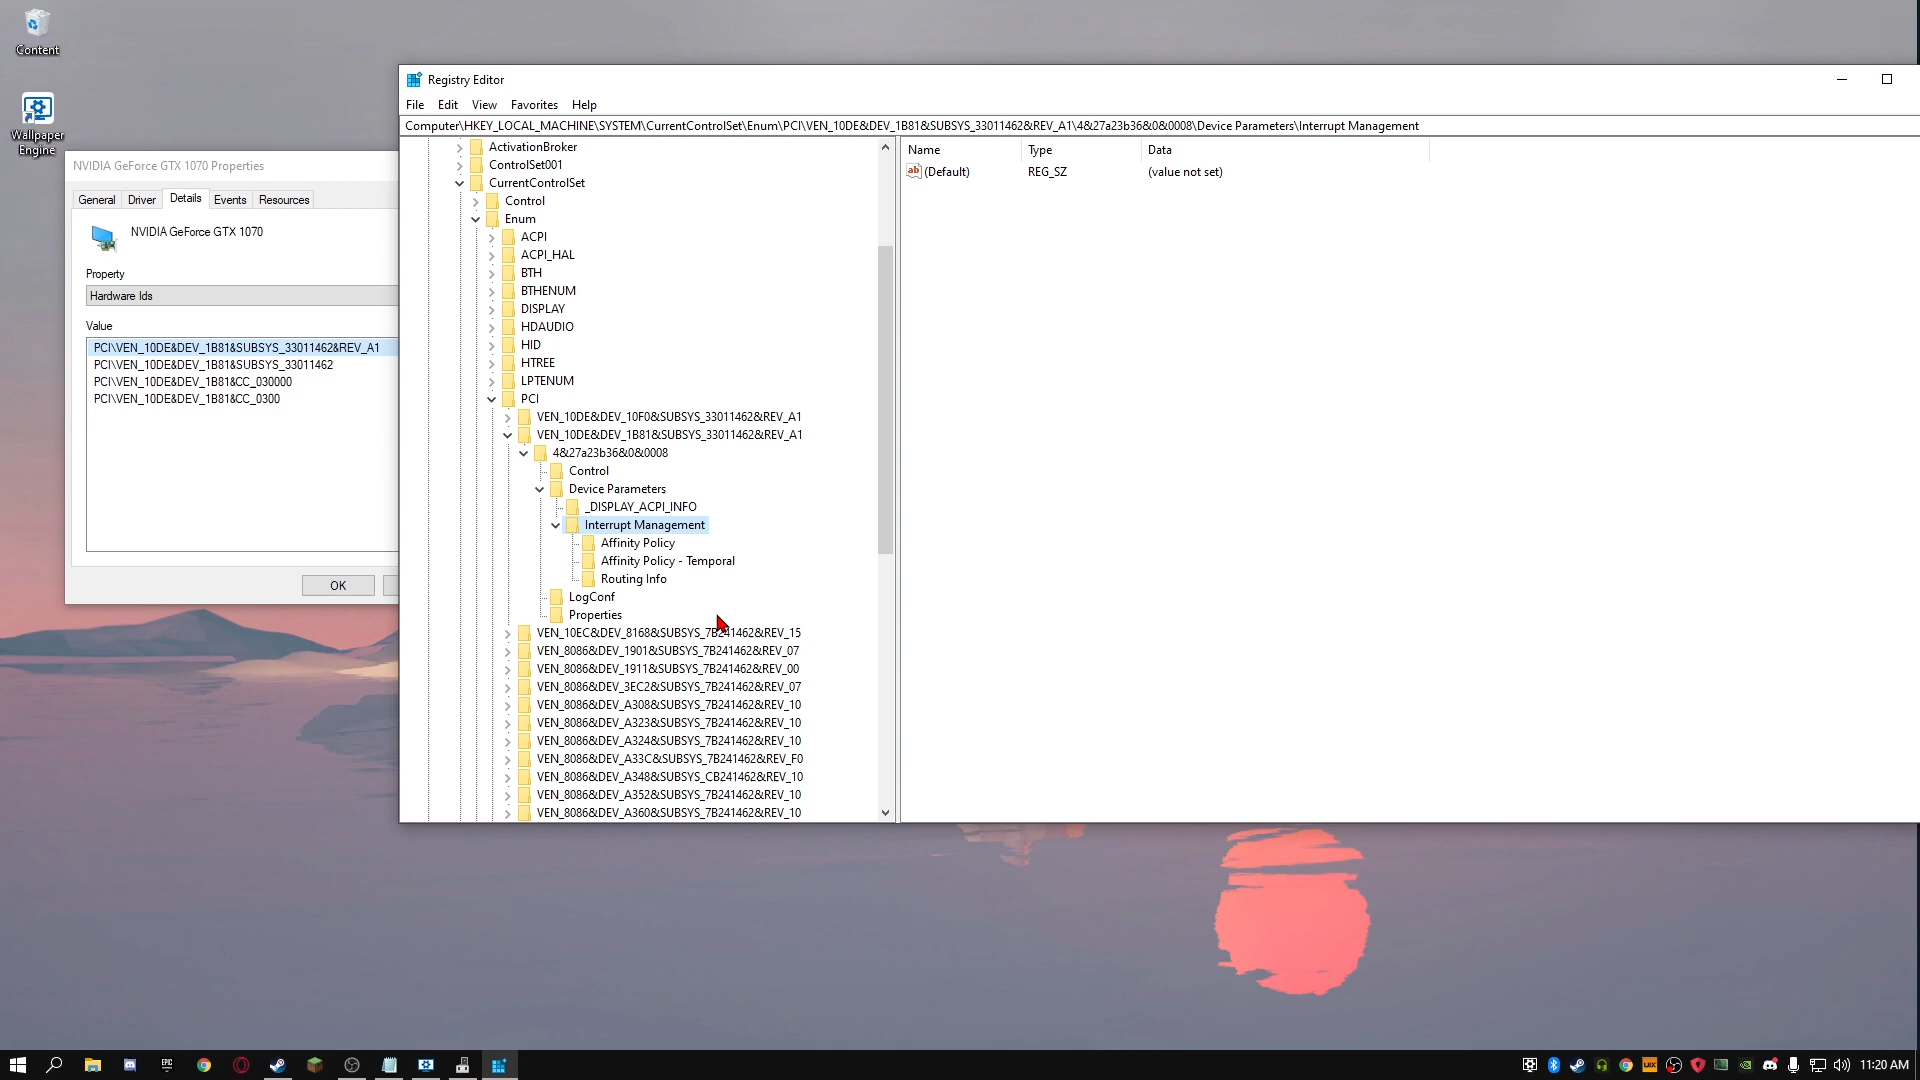 Content
Wallpaper
Engine
NVIDIA GeForce GTX 1070 Properties
General
Driver
Details
Events
Resources
NVIDIA GeForce GTX 1070
Property
Hardware Ids
Value
PCI\VEN_10DE&DEV_1B81&SUBSYS_33011462&REV_A1
PCI\VEN_10DE&DEV_1B81&SUBSYS_33011462
PCI\VEN_10DE&DEV_1B81&CC_030000
PCI\VEN_10DE&DEV_1B81&CC_0300
OK
Registry Editor
File Edit View Favorites Help
Computer\HKEY_LOCAL_MACHINE\SYSTEM\CurrentControlSet\Enum\PCI\VEN_10DE&DEV_1B81&SUBSYS_33011462&REV_A1\4&27a23b36&0&0008\Device Parameters\Interrupt Management
ActivationBroker
ControlSet001
CurrentControlSet
Control
Enum
ACPI
ACPI_HAL
BTH
BTHENUM
DISPLAY
HDAUDIO
HID
HTREE
LPTENUM
PCI
VEN_10DE&DEV_10F0&SUBSYS_33011462&REV_A1
VEN_10DE&DEV_1B81&SUBSYS_33011462&REV_A1
4&27a23b36&0&0008
Control
Device Parameters
_DISPLAY_ACPI_INFO
Interrupt Management
Affinity Policy
Affinity Policy - Temporal
Routing Info
LogConf
Properties
VEN_10EC&DEV_8168&SUBSYS_7B241462&REV_15
VEN_8086&DEV_1901&SUBSYS_7B241462&REV_07
VEN_8086&DEV_1911&SUBSYS_7B241462&REV_00
VEN_8086&DEV_3EC2&SUBSYS_7B241462&REV_07
VEN_8086&DEV_A308&SUBSYS_7B241462&REV_10
VEN_8086&DEV_A323&SUBSYS_7B241462&REV_10
VEN_8086&DEV_A324&SUBSYS_7B241462&REV_10
VEN_8086&DEV_A33C&SUBSYS_7B241462&REV_F0
VEN_8086&DEV_A348&SUBSYS_CB241462&REV_10
VEN_8086&DEV_A352&SUBSYS_7B241462&REV_10
VEN_8086&DEV_A360&SUBSYS_7B241462&REV_10
Name Type Data
ab (Default) REG_SZ (value not set)
EPIC
11:20 AM